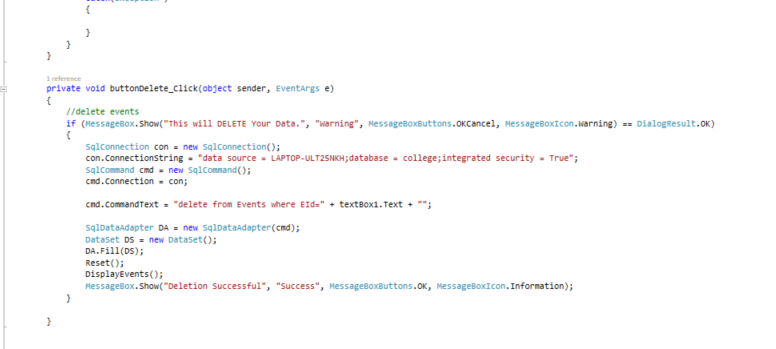 {
}
}
}
1 reference
private void buttonDelete_Click(object sender, EventArgs e)
{
//delete events
if (MessageBox.Show("This will DELETE Your Data.", "Warning", MessageBoxButtons.OKCancel, MessageBoxIcon.Warning) == DialogResult.OK)
{
SqlConnection con = new SqlConnection();
con.ConnectionString = "data source = LAPTOP-ULT25NKH;database = college;integrated security = True";
SqlCommand cmd = new SqlCommand();
cmd.Connection = con;
cmd.CommandText = "delete from Events where EId=" + textBox1.Text + "";
SqlDataAdapter DA = new SqlDataAdapter(cmd);
DataSet DS = new DataSet();
DA.Fill(DS);
Reset();
DisplayEvents();
MessageBox.Show("Deletion Successful", "Success", MessageBoxButtons.OK, MessageBoxIcon.Information);
}
}